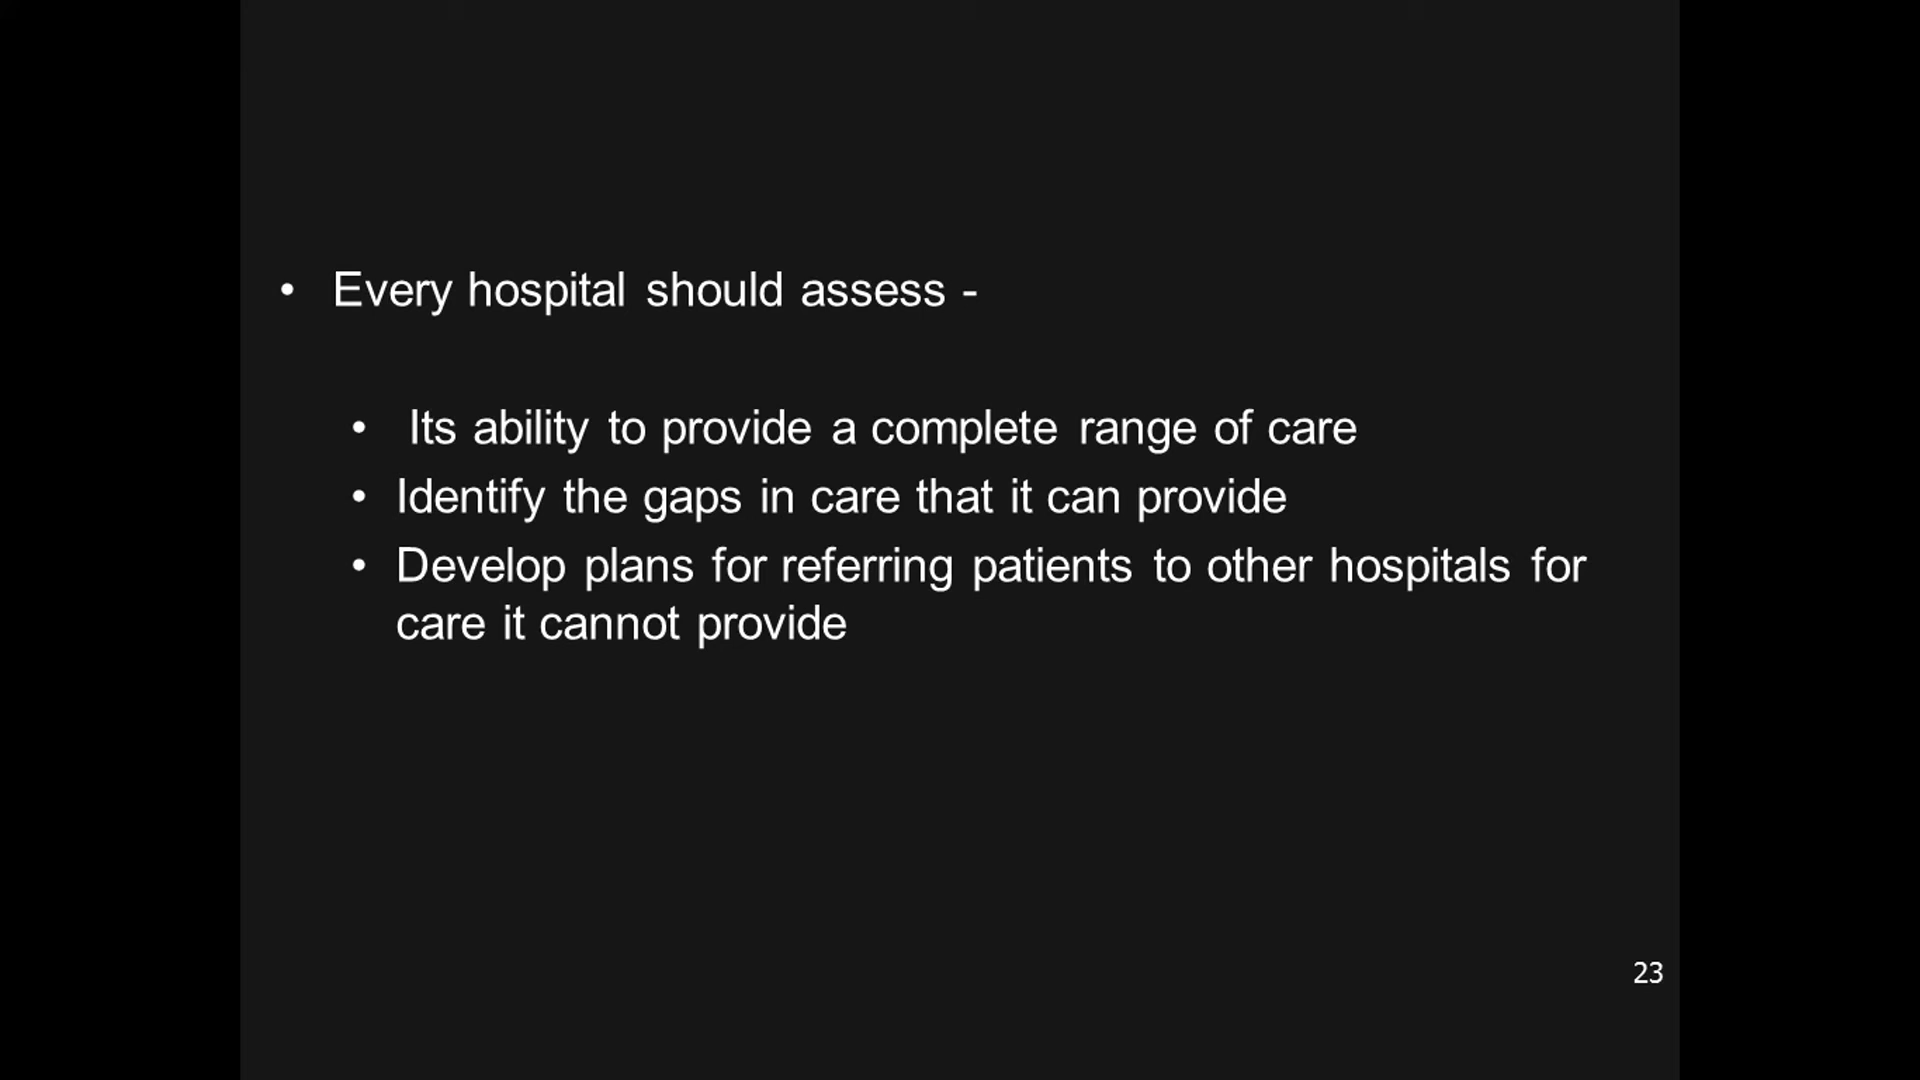 • Every hospital should assess -
• Its ability to provide a complete range of care
• Identify the gaps in care that it can provide
• Develop plans for referring patients to other hospitals for
care it cannot provide
23